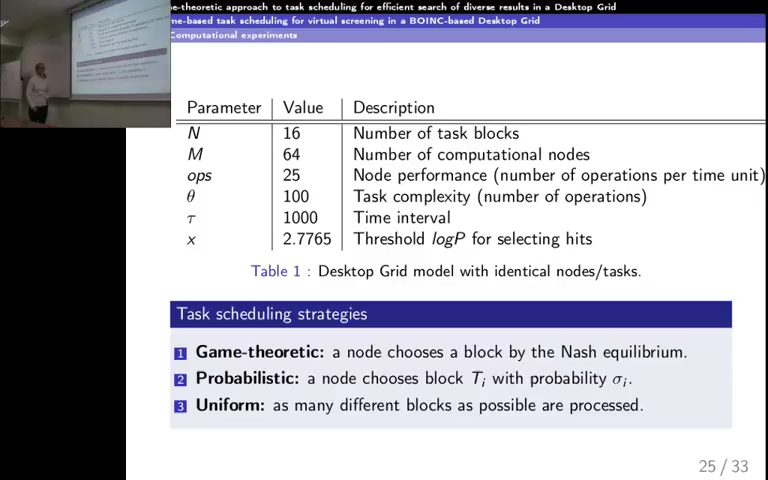 me-theoretic approach to task scheduling for efficient search of diverse results in a Desktop Grid
me-based task scheduling for virtual screening in a BOINC-based Desktop Grid
Computational experiments
Parameter Value Description
N 16 Number of task blocks
M 64 Number of computational nodes
ops 25 Node performance (number of operations per time unit)
θ 100 Task complexity (number of operations)
τ 1000 Time interval
x 2.7765 Threshold logP for selecting hits
Table 1 : Desktop Grid model with identical nodes/tasks.
Task scheduling strategies
1 Game-theoretic: a node chooses a block by the Nash equilibrium.
2 Probabilistic: a node chooses block Ti with probability σi.
3 Uniform: as many different blocks as possible are processed.
25 / 33